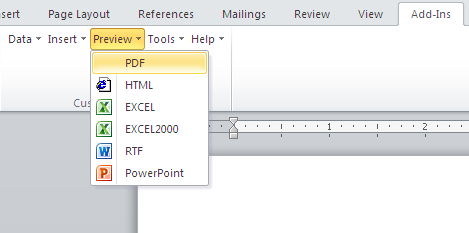 nsert Page Layout References Mailings Review View Add-Ins
Data Insert Preview Tools Help
PDF
HTML
EXCEL
Cus
EXCEL2000
1 2
RTF
PowerPoint